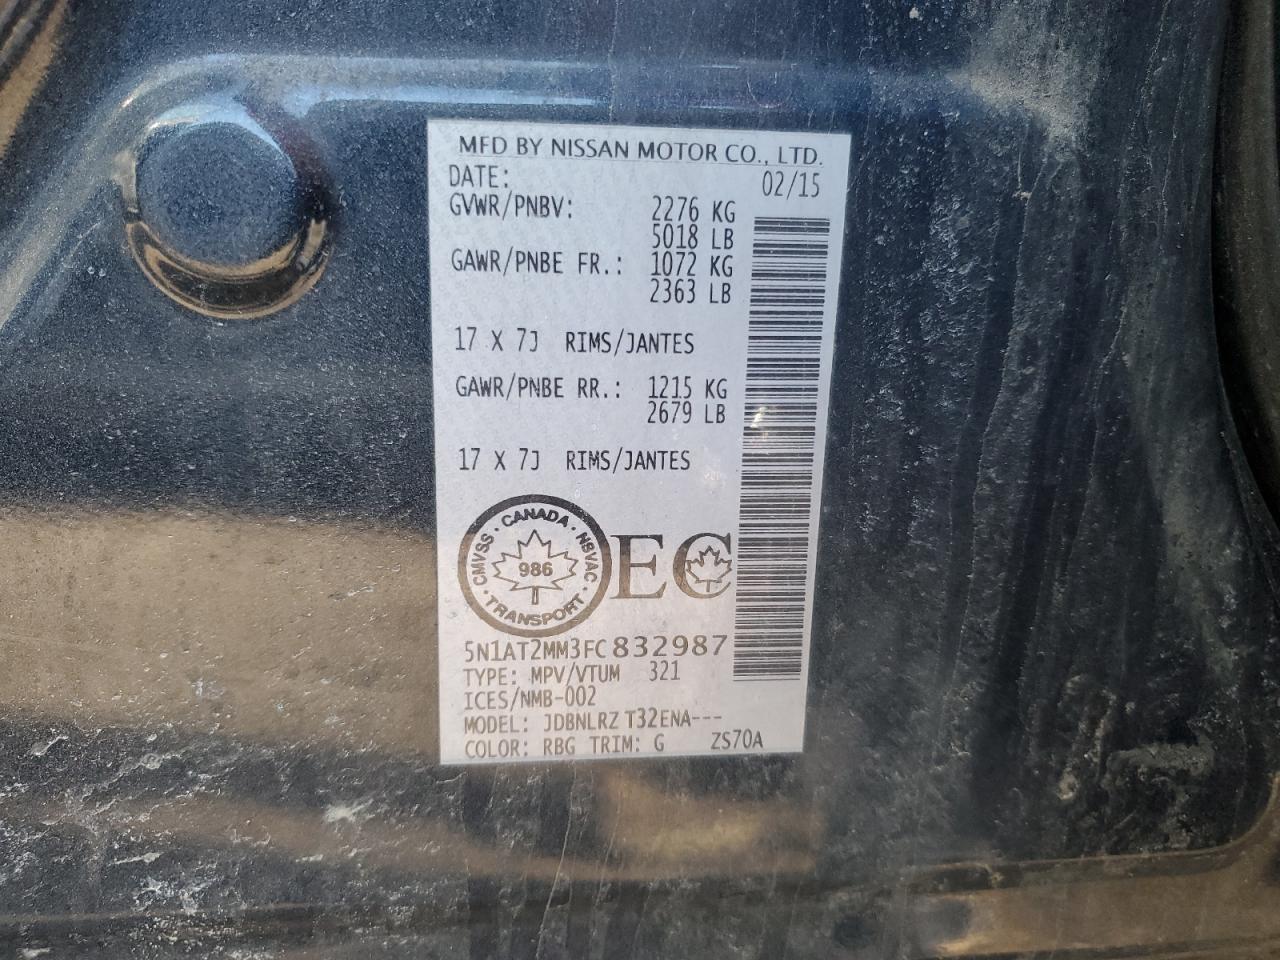 MFD BY NISSAN MOTOR CO., LTD.
DATE: 02/15
GVWR/PNBV: 2276 KG
5018 LB
GAWR/PNBE FR.: 1072 KG
2363 LB
17 X 7J RIMS/JANTES
GAWR/PNBE RR.: 1215 KG
2679 LB
17 X 7J RIMS/JANTES
CMVSS · CANADA · NSVAC · TRANSPORT ·
986
EC
5N1AT2MM3FC832987
TYPE: MPV/VTUM 321
ICES/NMB-002
MODEL: JDBNLRZ T32ENA---
COLOR: RBG TRIM: G ZS70A